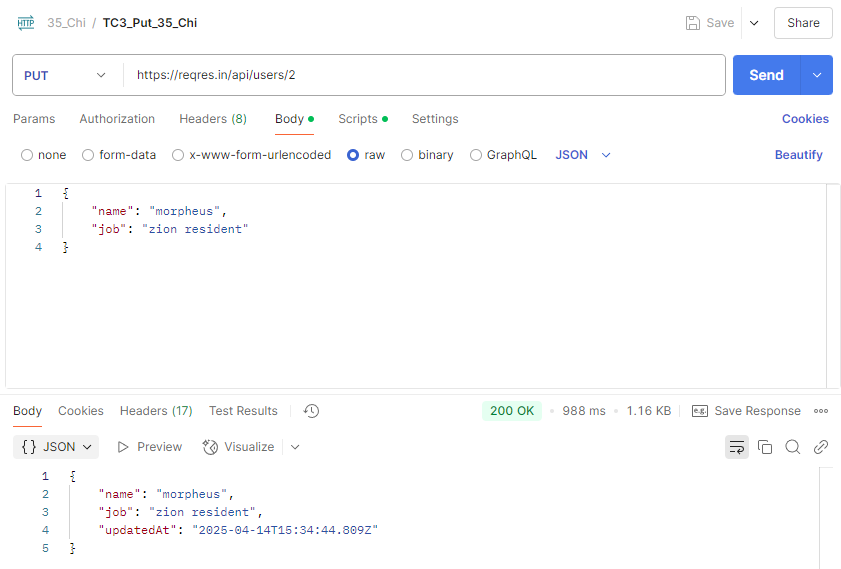 HTTP 35_Chi / TC3_Put_35_Chi Save Share
PUT https://reqres.in/api/users/2 Send
Params Authorization Headers (8) Body Scripts Settings Cookies
none form-data x-www-form-urlencoded raw binary GraphQL JSON Beautify
1 {
2 "name": "morpheus",
3 "job": "zion resident"
4 }
Body Cookies Headers (17) Test Results 200 OK 988 ms 1.16 KB e.g. Save Response
{} JSON Preview Visualize
1 {
2 "name": "morpheus",
3 "job": "zion resident",
4 "updatedAt": "2025-04-14T15:34:44.809Z"
5 }